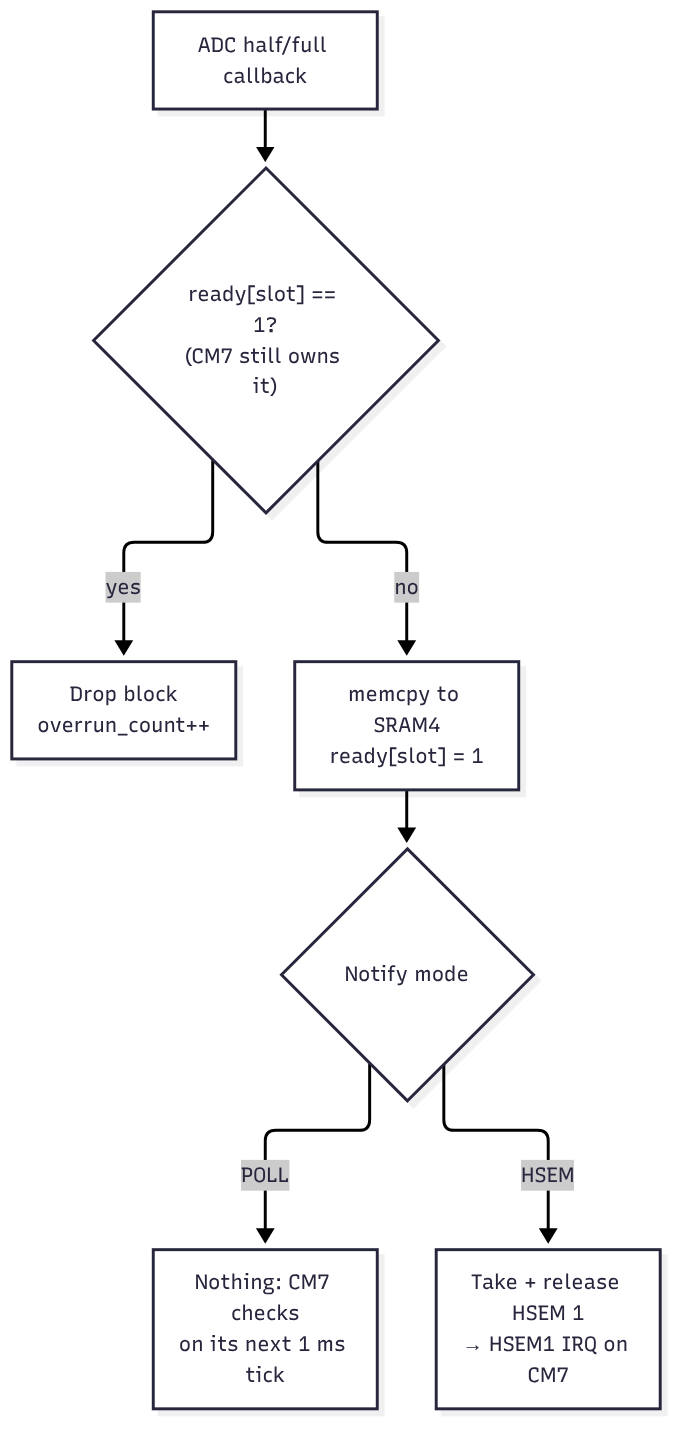 ADC half/full
callback
ready[slot] ==
1?
(CM7 still owns
it)
yes
no
Drop block
overrun_count++
memcpy to
SRAM4
ready[slot] = 1
Notify mode
POLL
HSEM
Nothing: CM7
checks
on its next 1 ms
tick
Take + release
HSEM 1
→ HSEM1 IRQ on
CM7